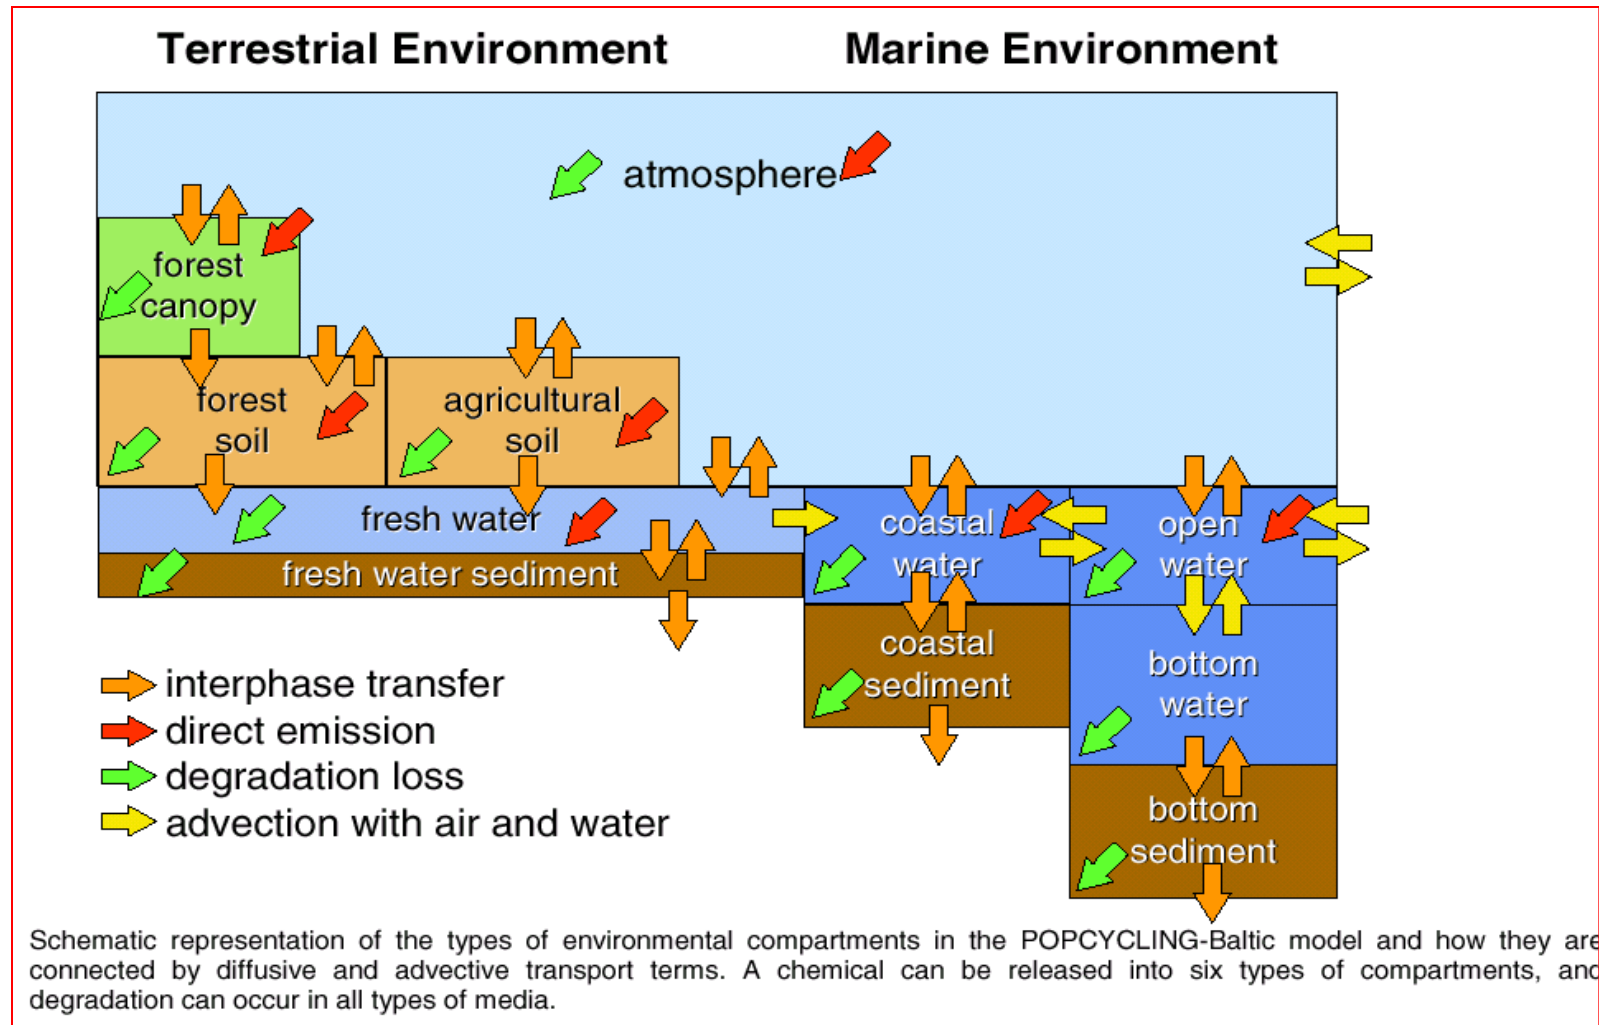 Terrestrial Environment
Marine Environment
atmosphere
forest
canopy
forest
soil
agricultural
soil
fresh water
fresh water sediment
coastal
water
open
water
coastal
sediment
bottom
water
bottom
sediment
interphase transfer
direct emission
degradation loss
advection with air and water
Schematic representation of the types of environmental compartments in the POPCYCLING-Baltic model and how they are
connected by diffusive and advective transport terms. A chemical can be released into six types of compartments, and
degradation can occur in all types of media.